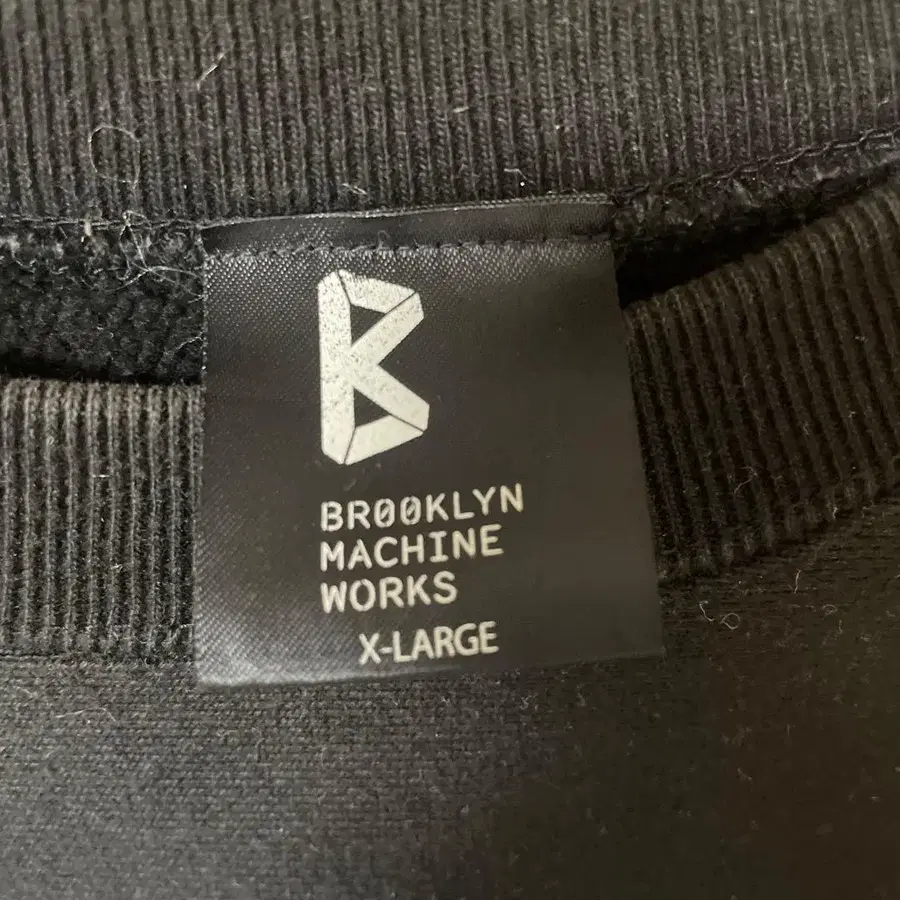 B
BR00KLYN
MACHINE
WORKS
X-LARGE